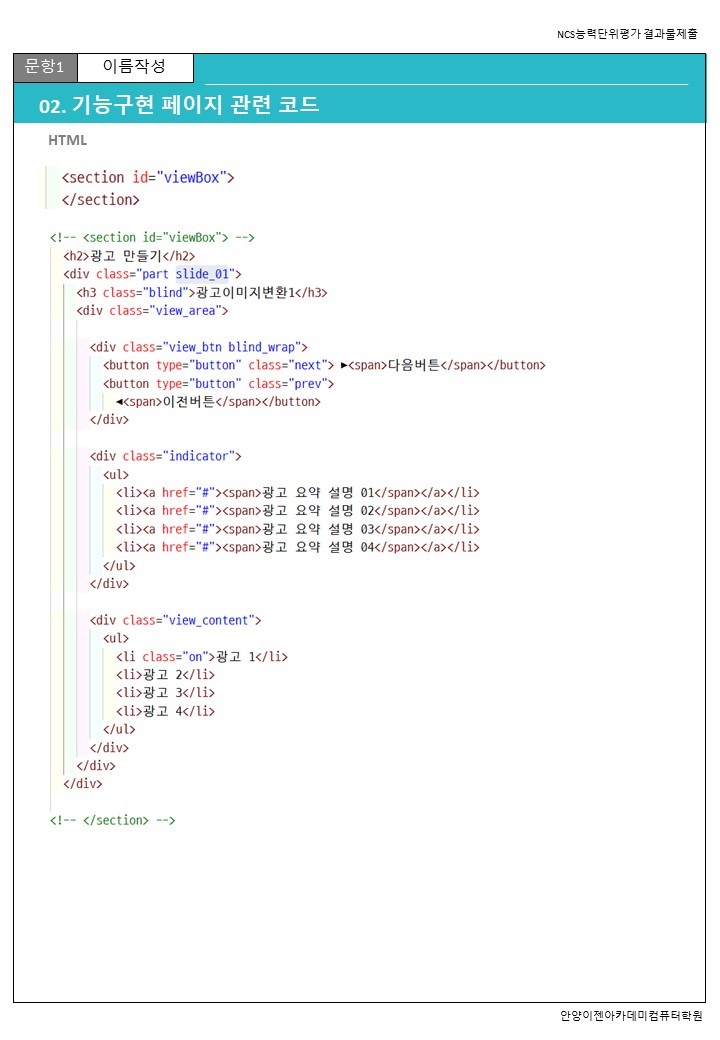 NCS능력단위평가 결과물제출
문항1 이름작성
02. 기능구현 페이지 관련 코드
HTML
<section id="viewBox">
</section>
<!-- <section id="viewBox"> -->
<h2>광고 만들기</h2>
<div class="part slide_01">
<h3 class="blind">광고이미지변환1</h3>
<div class="view_area">
<div class="view_btn blind_wrap">
<button type="button" class="next"> ▶<span>다음버튼</span></button>
<button type="button" class="prev">
◀<span>이전버튼</span></button>
</div>
<div class="indicator">
<ul>
<li><a href="#"><span>광고 요약 설명 01</span></a></li>
<li><a href="#"><span>광고 요약 설명 02</span></a></li>
<li><a href="#"><span>광고 요약 설명 03</span></a></li>
<li><a href="#"><span>광고 요약 설명 04</span></a></li>
</ul>
</div>
<div class="view_content">
<ul>
<li class="on">광고 1</li>
<li>광고 2</li>
<li>광고 3</li>
<li>광고 4</li>
</ul>
</div>
</div>
</div>
<!-- </section> -->
안양이젠아카데미컴퓨터학원